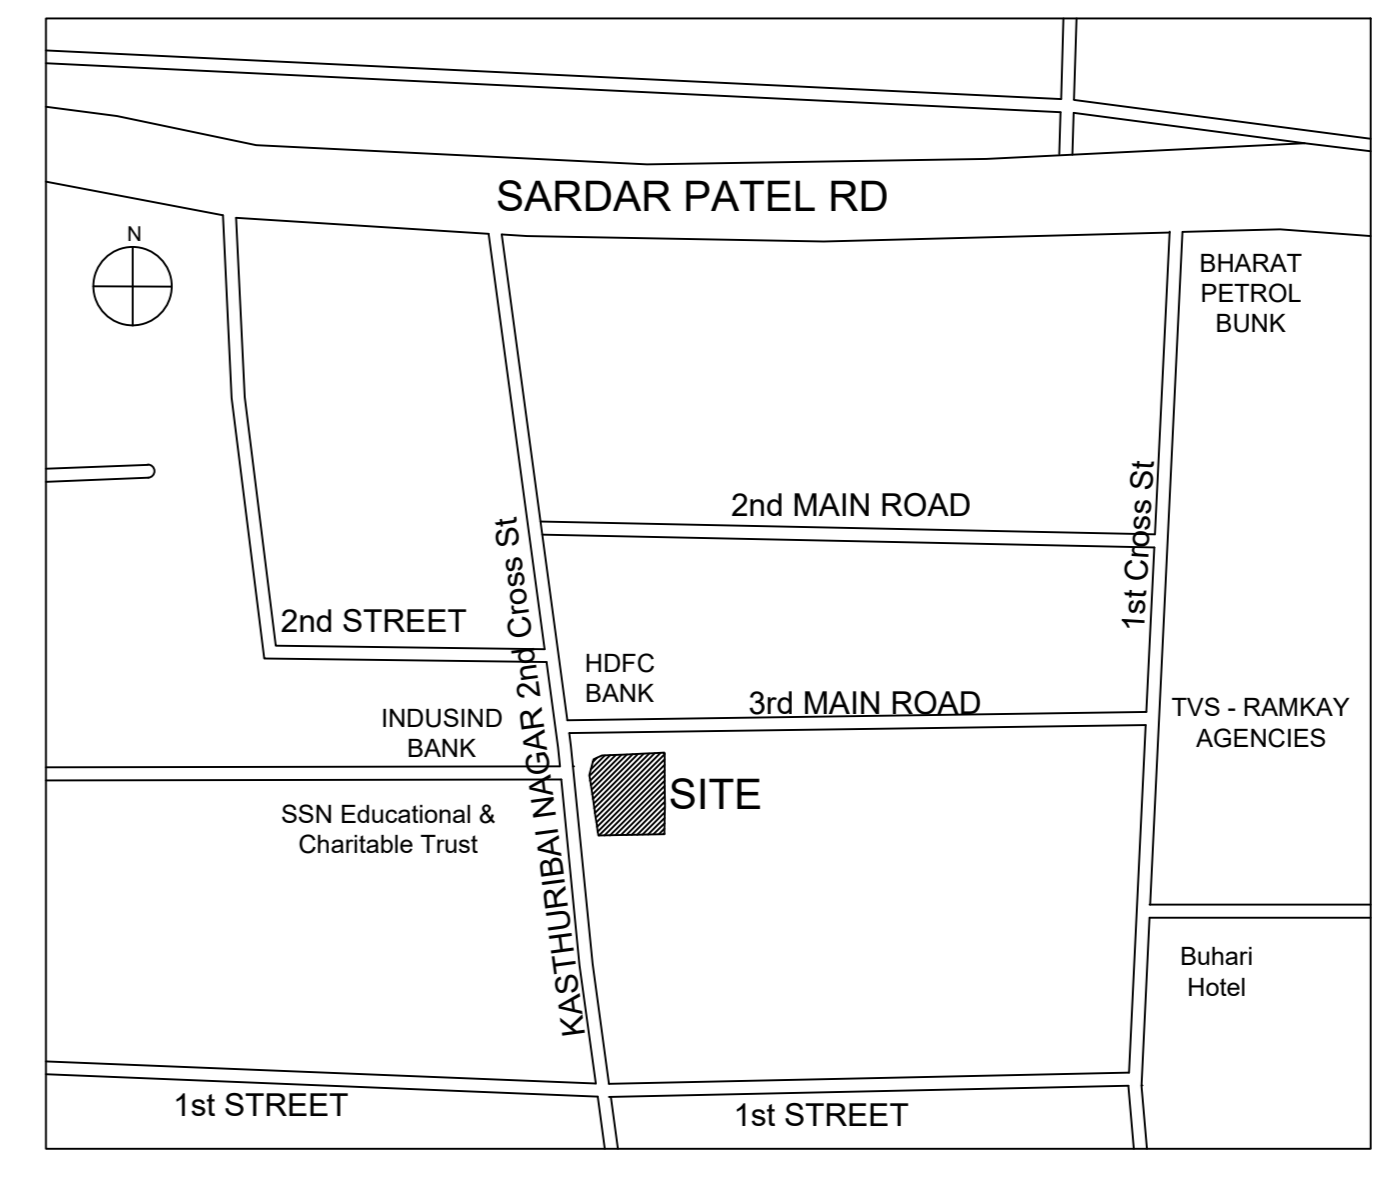 SARDAR PATEL RD
N
BHARAT
PETROL
BUNK
2nd MAIN ROAD
1st Cross St
2nd STREET
KASTHURIBAI NAGAR 2nd Cross St
HDFC
BANK
3rd MAIN ROAD
INDUSIND
BANK
TVS - RAMKAY
AGENCIES
SITE
SSN Educational &
Charitable Trust
Buhari
Hotel
1st STREET
1st STREET